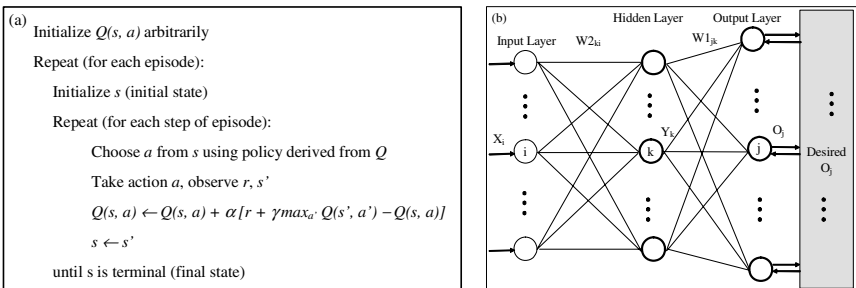 (a)
Initialize Q(s, a) arbitrarily
Repeat (for each episode):
Initialize s (initial state)
Repeat (for each step of episode):
Choose a from s using policy derived from Q
Take action a, observe r, s’
Q(s, a) ← Q(s, a) + α[r + γmaxa’ Q(s’, a’) – Q(s, a)]
s ← s’
until s is terminal (final state)
(b)
Hidden Layer
Output Layer
Input Layer
W2ki
W1jk
Xi
i
Yk
k
Oj
j
Desired
Oj